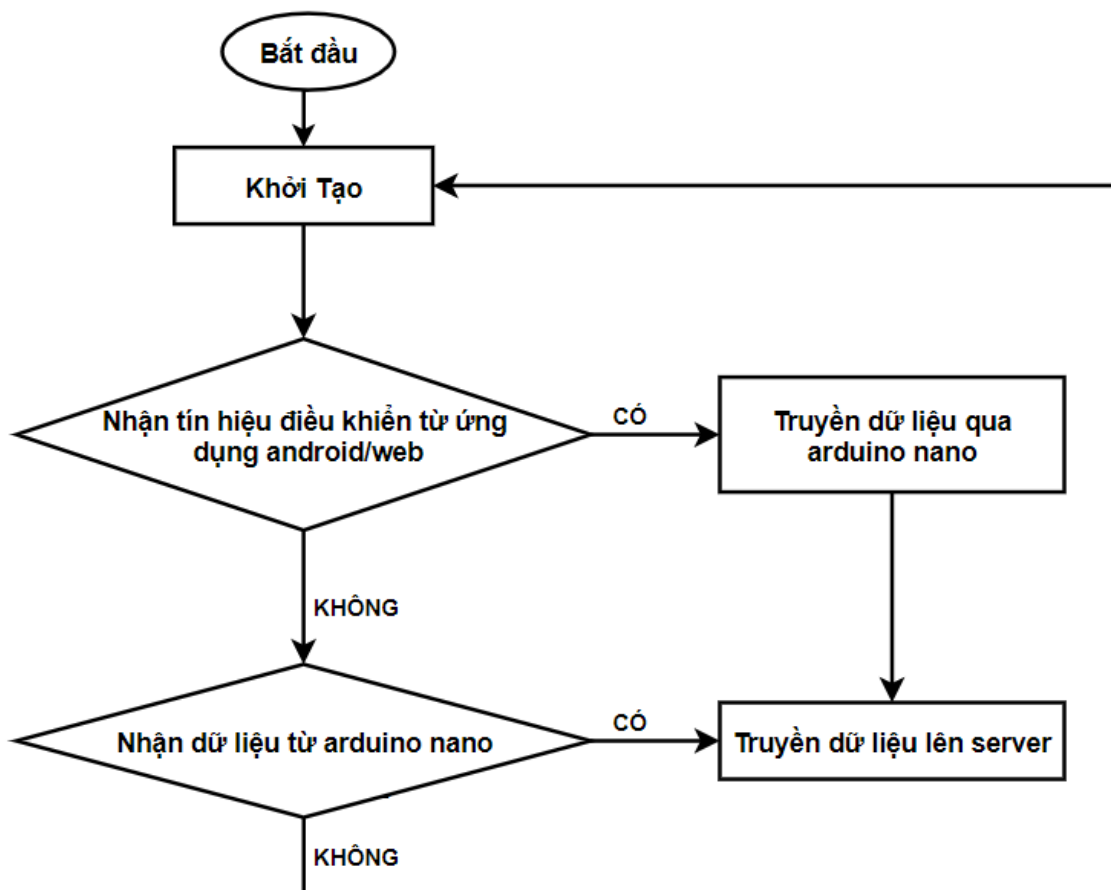 Bắt đầu
Khởi Tạo
Nhận tín hiệu điều khiển từ ứng
dụng android/web
CÓ
Truyền dữ liệu qua
arduino nano
KHÔNG
Nhận dữ liệu từ arduino nano
CÓ
Truyền dữ liệu lên server
KHÔNG